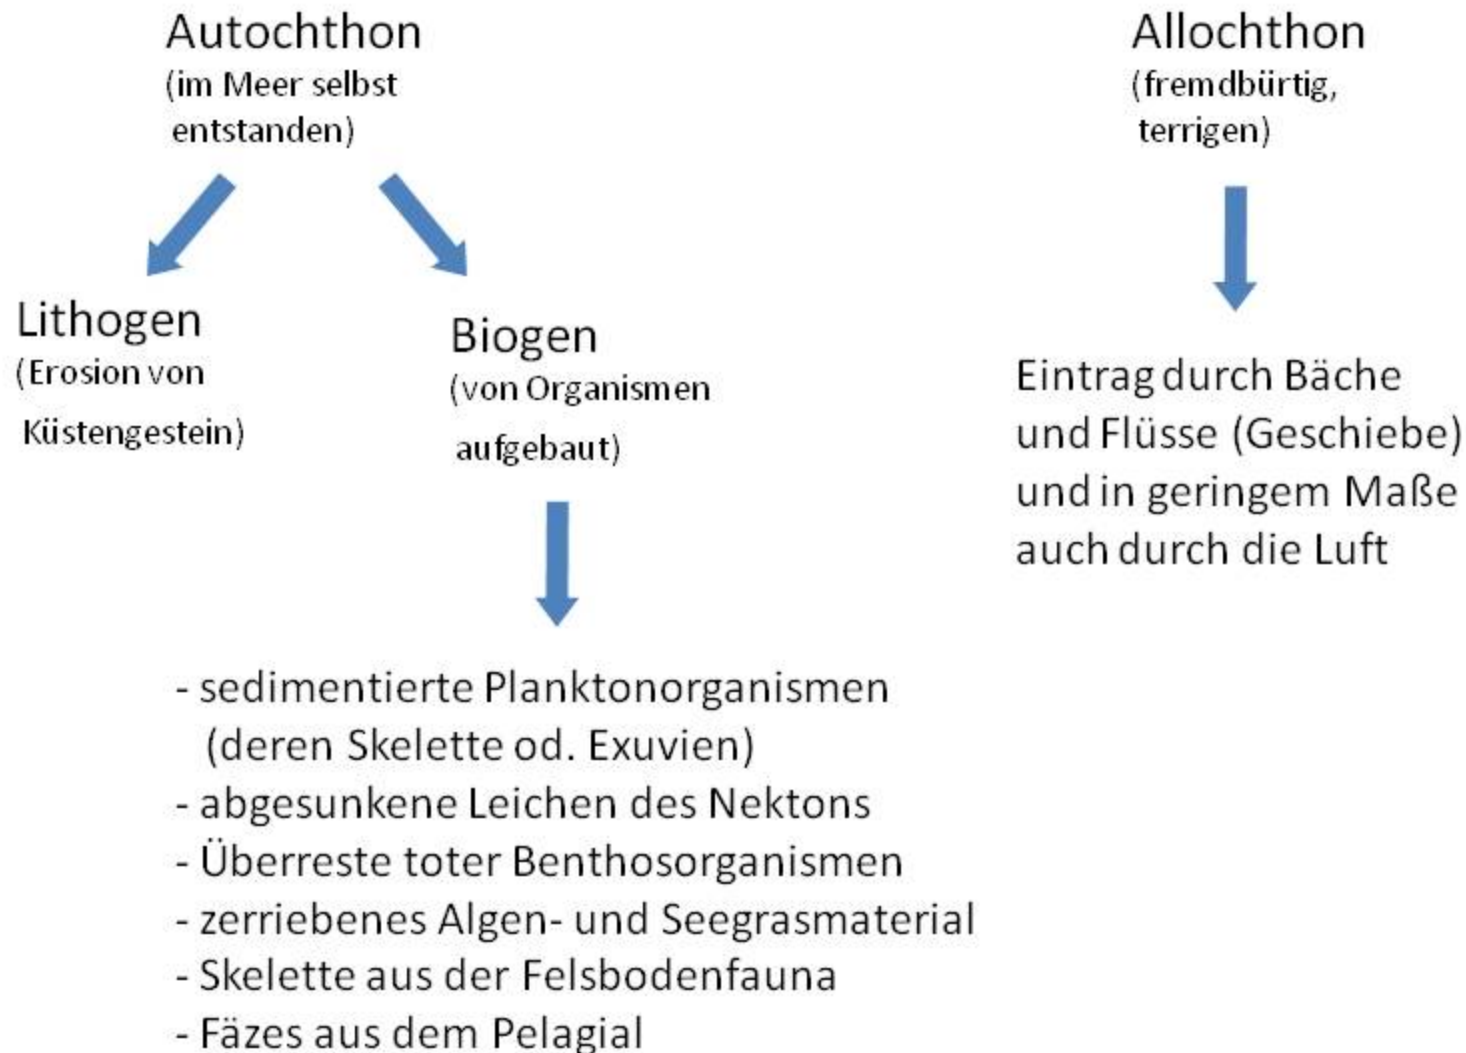 Autochthon
(im Meer selbst
entstanden)
Allochthon
(fremdbürtig,
terrigen)
Lithogen
(Erosion von
Küstengestein)
Biogen
(von Organismen
aufgebaut)
Eintrag durch Bäche
und Flüsse (Geschiebe)
und in geringem Maße
auch durch die Luft
- sedimentierte Planktonorganismen
(deren Skelette od. Exuvien)
- abgesunkene Leichen des Nektons
- Überreste toter Benthosorganismen
- zerriebenes Algen- und Seegrasmaterial
- Skelette aus der Felsbodenfauna
- Fäzes aus dem Pelagial